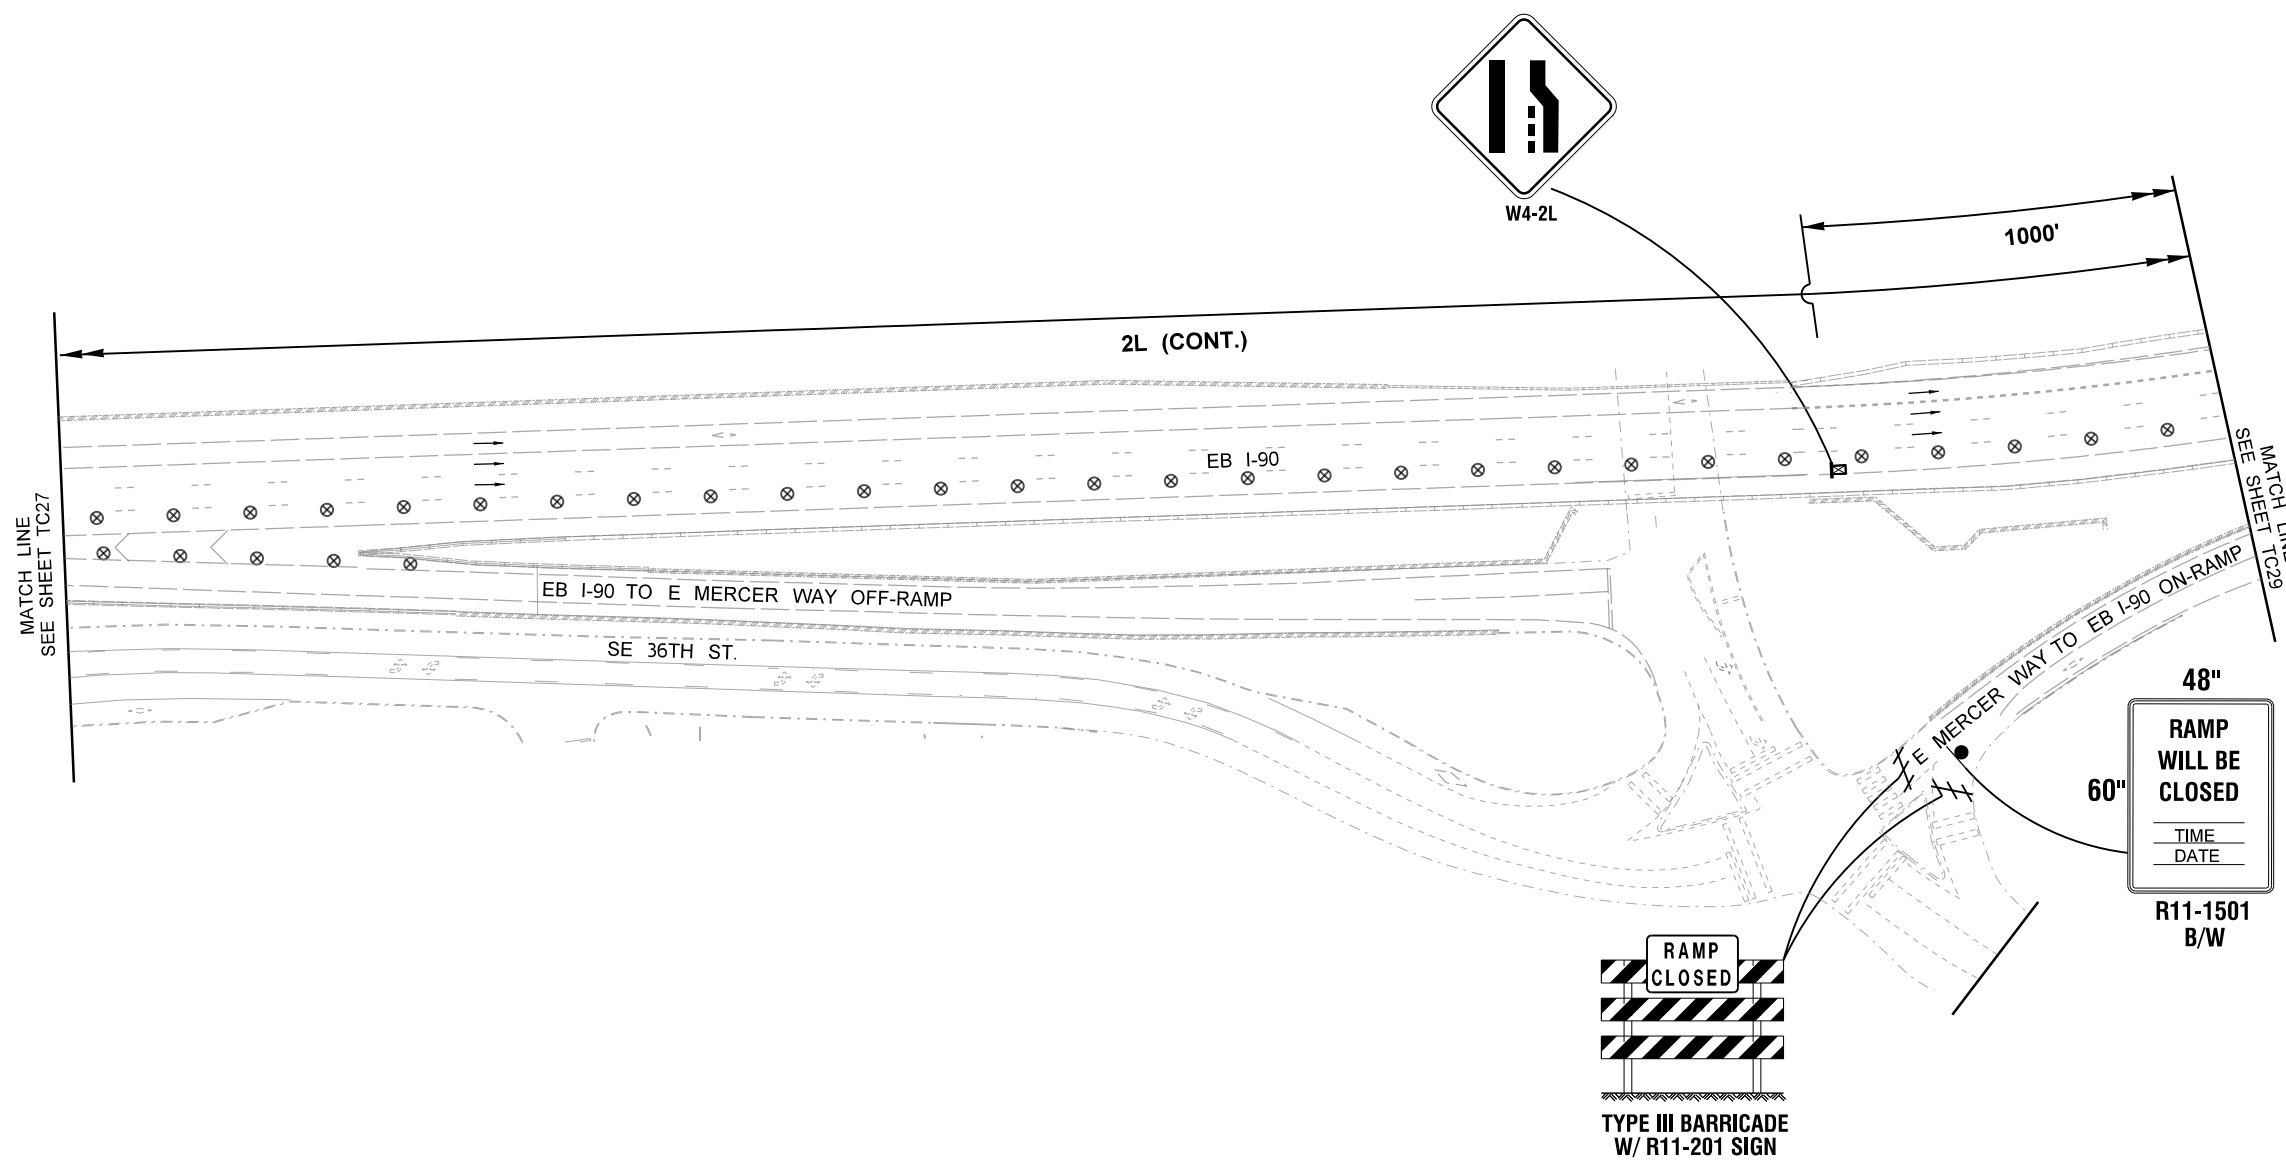 W4-2L
1000'
2L (CONT.)
EB I-90
MATCH LINE
SEE SHEET TC27
MATCH LINE
SEE SHEET TC29
EB I-90 TO E MERCER WAY OFF-RAMP
SE 36TH ST.
E MERCER WAY TO EB I-90 ON-RAMP
48"
60"
RAMP
WILL BE
CLOSED
TIME
DATE
R11-1501
B/W
RAMP
CLOSED
TYPE III BARRICADE
W/ R11-201 SIGN